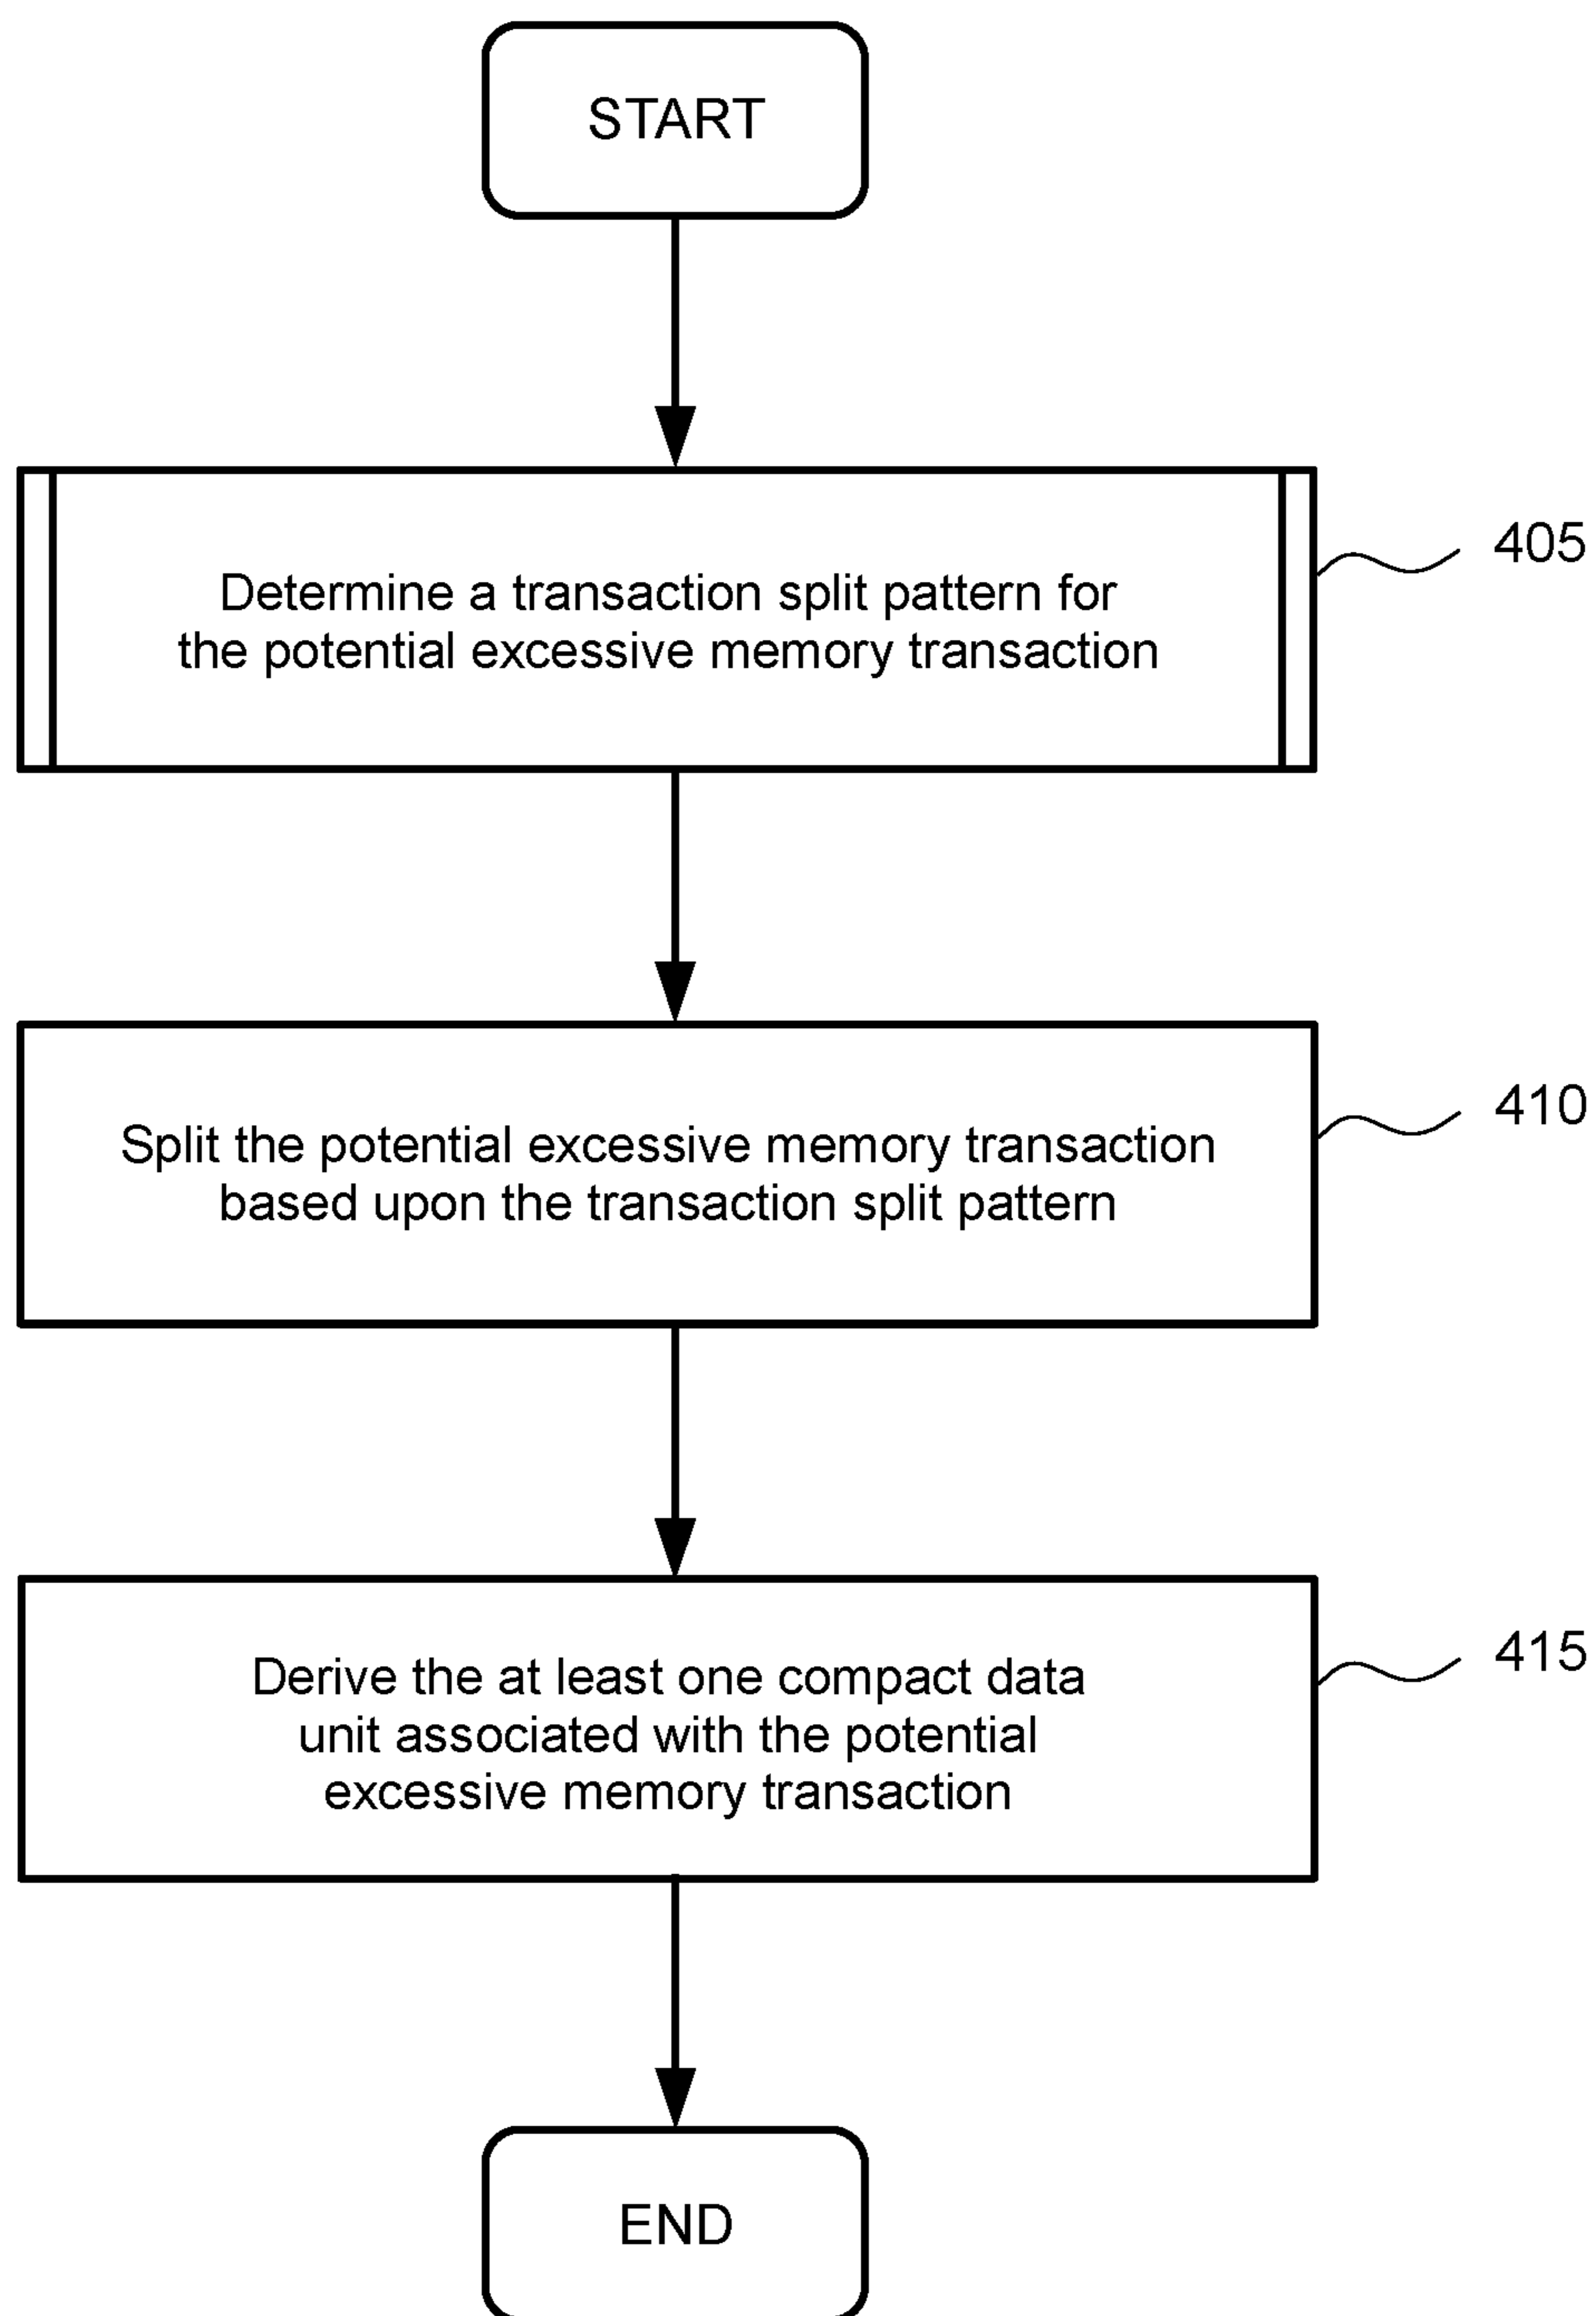 START
Determine a transaction split pattern for
the potential excessive memory transaction
405
Split the potential excessive memory transaction
based upon the transaction split pattern
410
Derive the at least one compact data
unit associated with the potential
excessive memory transaction
415
END